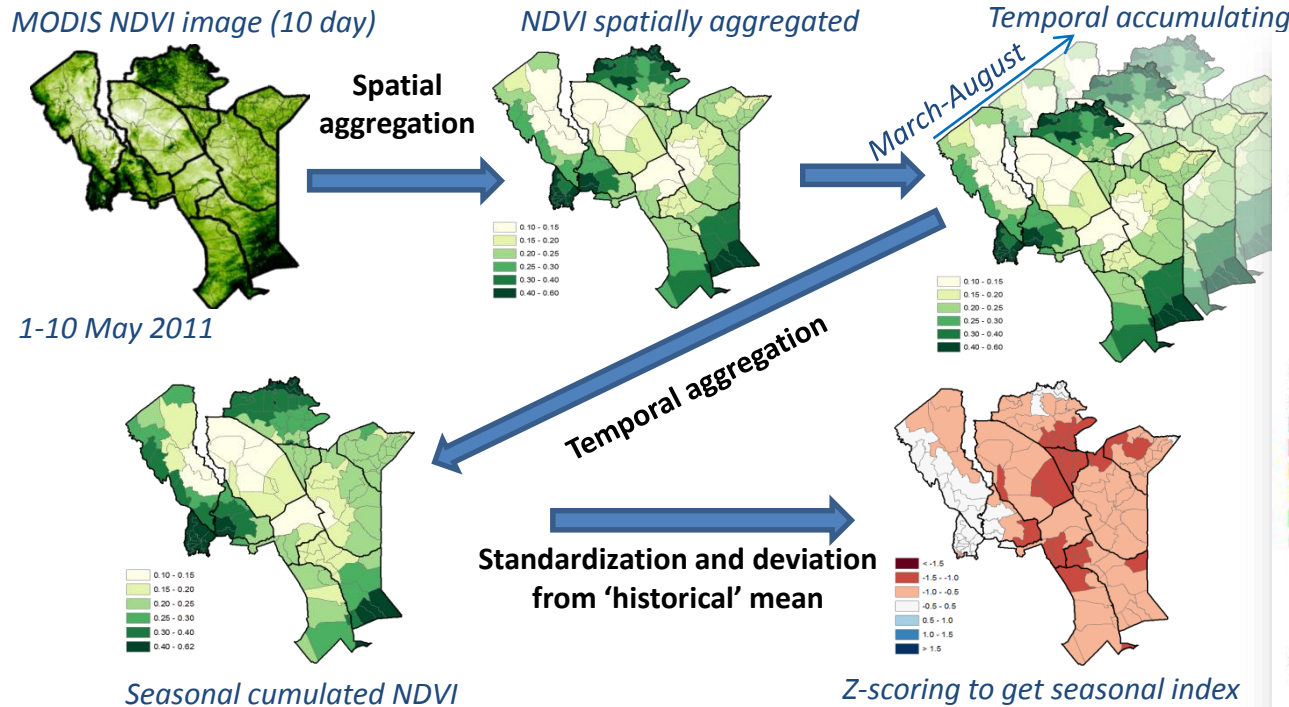 MODIS NDVI image (10 day)
NDVI spatially aggregated
Temporal accumulating
Spatial
aggregation
March-August
0.10 - 0.15
0.15 - 0.20
0.20 - 0.25
0.25 - 0.30
0.30 - 0.40
0.40 - 0.60
0.10 - 0.15
0.15 - 0.20
0.20 - 0.25
0.25 - 0.30
0.30 - 0.40
0.40 - 0.60
1-10 May 2011
Temporal aggregation
Standardization and deviation
from ‘historical’ mean
0.10 - 0.15
0.15 - 0.20
0.20 - 0.25
0.25 - 0.30
0.30 - 0.40
0.40 - 0.62
< -1.5
-1.5 - -1.0
-1.0 - -0.5
-0.5 - 0.5
0.5 - 1.0
1.0 - 1.5
> 1.5
Seasonal cumulated NDVI
Z-scoring to get seasonal index